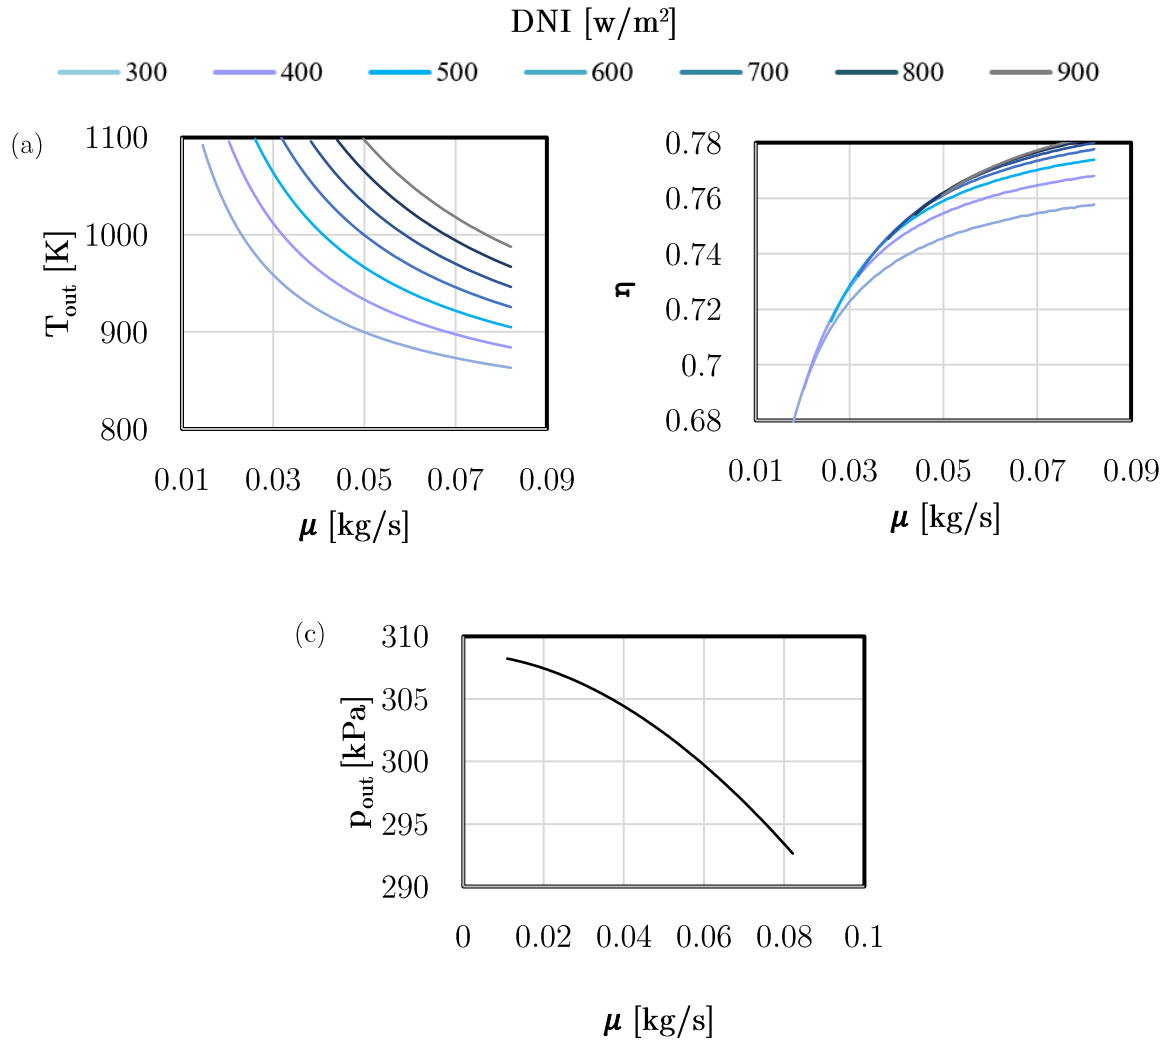 DNI [w/m²]
300 400 500 600 700 800 900
(a)
1100
1000
900
800
T_out [K]
0.01 0.03 0.05 0.07 0.09
μ [kg/s]
0.78
0.76
0.74
0.72
0.7
0.68
η
0.01 0.03 0.05 0.07 0.09
μ [kg/s]
(c)
310
305
300
295
290
p_out [kPa]
0 0.02 0.04 0.06 0.08 0.1
μ [kg/s]